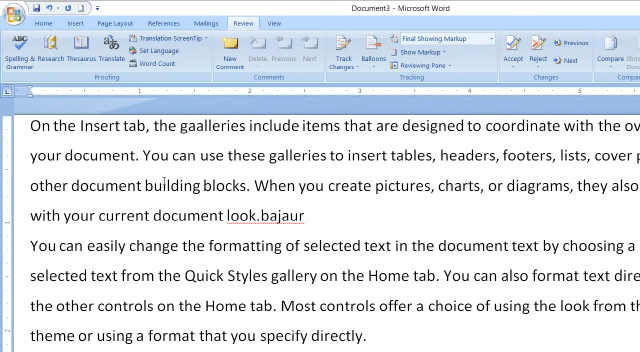 Document3 - Microsoft Word
Home Insert Page Layout References Mailings Review View
ABC Spelling & Grammar Research Thesaurus Translate Translation ScreenTip Set Language Word Count
Proofing
New Comment Delete Previous Next
Comments
Track Changes Balloons Final Showing Markup Show Markup Reviewing Pane
Tracking
Accept Reject Previous Next
Changes
Compare
1 2 3 4 5
On the Insert tab, the gaalleries include items that are designed to coordinate with the ov
your document. You can use these galleries to insert tables, headers, footers, lists, cover p
other document building blocks. When you create pictures, charts, or diagrams, they also
with your current document look.bajaur
You can easily change the formatting of selected text in the document text by choosing a
selected text from the Quick Styles gallery on the Home tab. You can also format text dire
the other controls on the Home tab. Most controls offer a choice of using the look from th
theme or using a format that you specify directly.